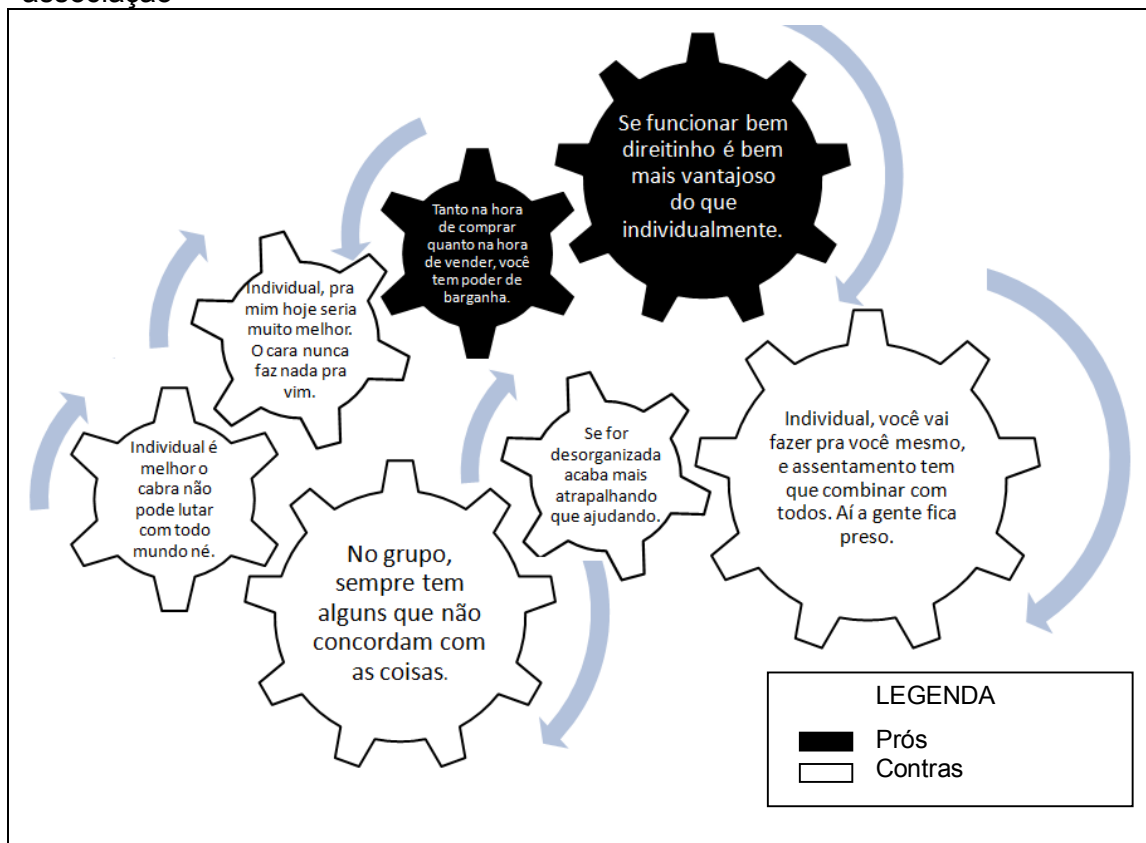 associação
Se funcionar bem
direitinho é bem
mais vantajoso
do que
individualmente.
Tanto na hora
de comprar
quanto na hora
de vender, você
tem poder de
barganha.
Individual, pra
mim hoje seria
muito melhor.
O cara nunca
faz nada pra
vim.
Individual é
melhor o
cabra não
pode lutar
com todo
mundo né.
Se for
desorganizada
acaba mais
atrapalhando
que ajudando.
Individual, você vai
fazer pra você mesmo,
e assentamento tem
que combinar com
todos. Aí a gente fica
preso.
No grupo,
sempre tem
alguns que não
concordam com
as coisas.
LEGENDA
Prós
Contras